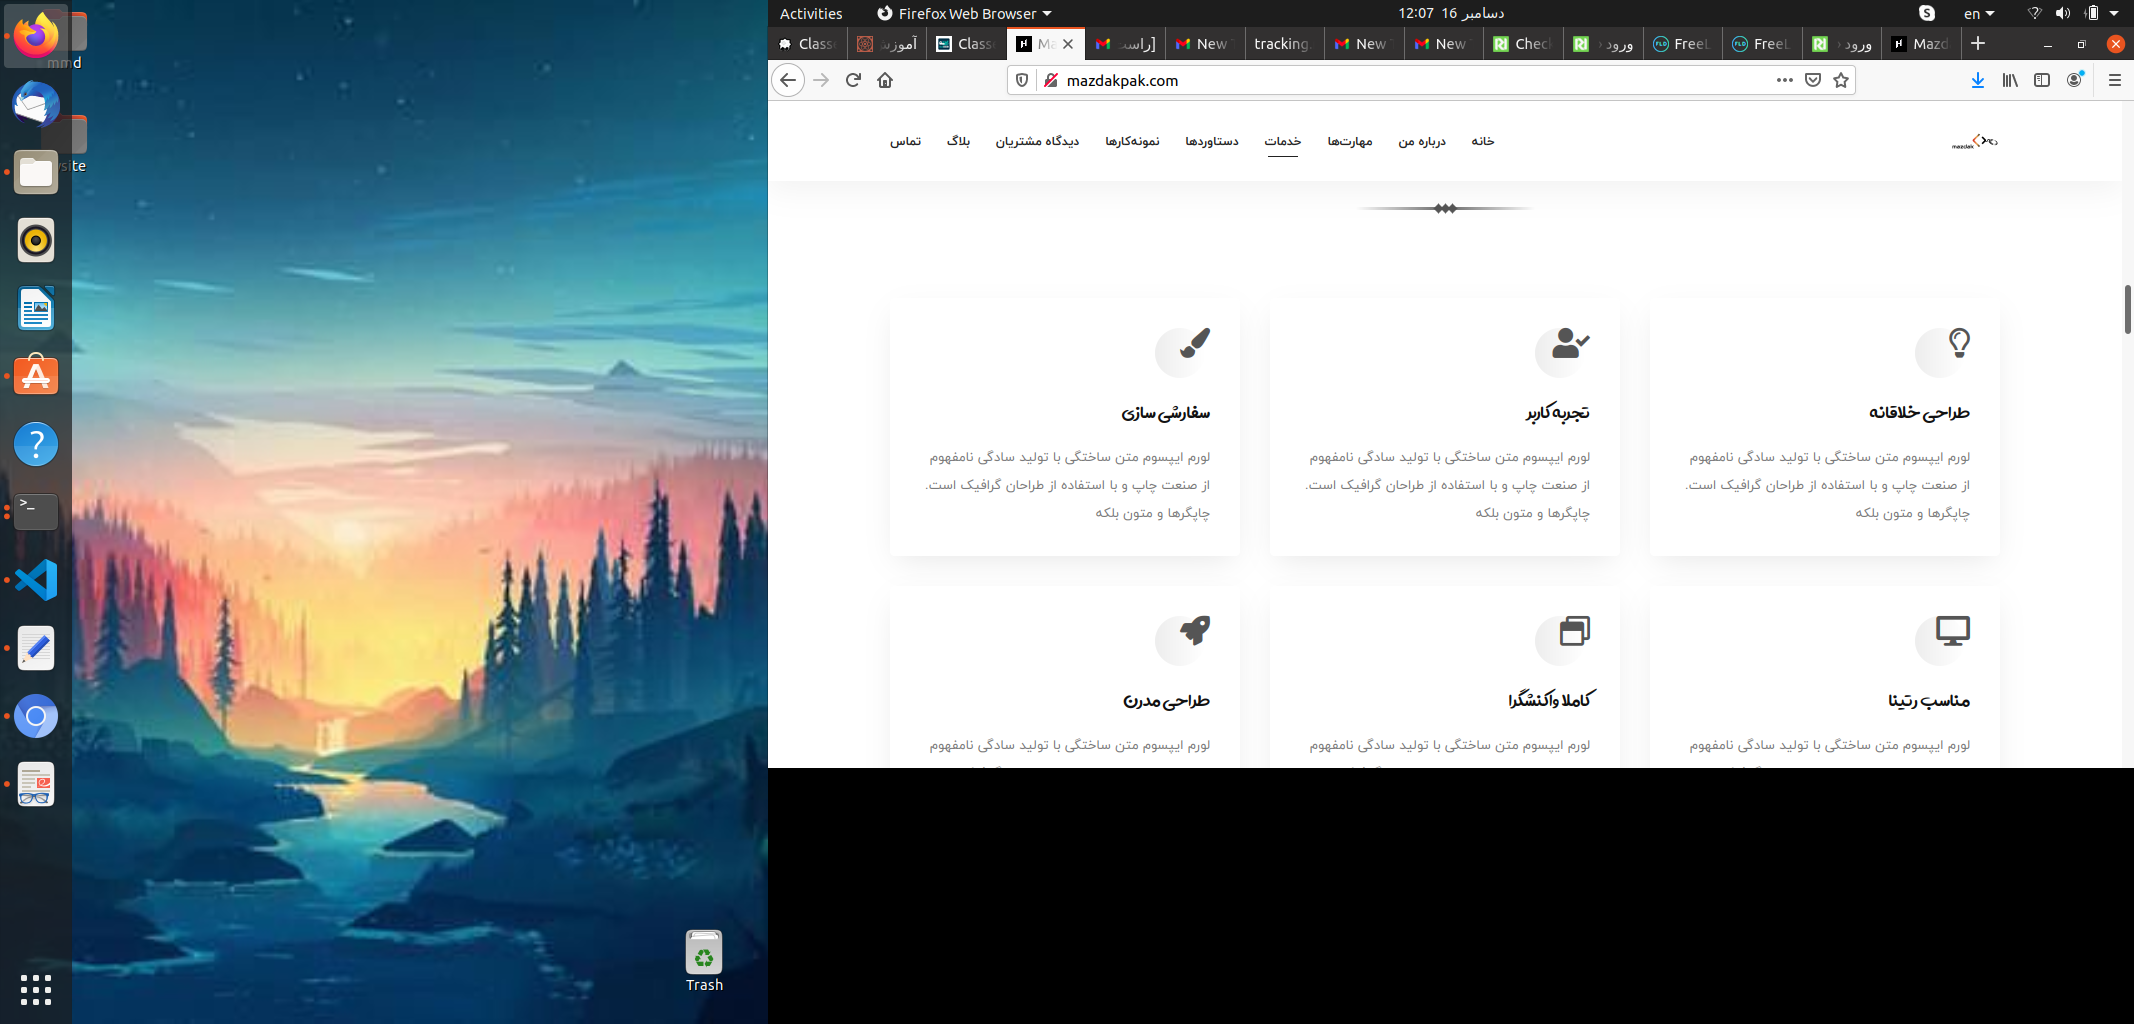 mmd
Trash
Activities
Firefox Web Browser
دسامبر 16 12:07
en
Class
آموزش
Class
Ma
[راست
New
tracking
New
New
Chec
ورود
FreeL
FreeL
ورود
Mazd
mazdakpak.com
خانه
درباره من
مهارت‌ها
خدمات
دستاوردها
نمونه‌کارها
دیدگاه مشتریان
بلاگ
تماس
mazdak
طراحی خلاقانه
لورم ایپسوم متن ساختگی با تولید سادگی نامفهوم
از صنعت چاپ و با استفاده از طراحان گرافیک است.
چاپگرها و متون بلکه
تجربه کاربر
لورم ایپسوم متن ساختگی با تولید سادگی نامفهوم
از صنعت چاپ و با استفاده از طراحان گرافیک است.
چاپگرها و متون بلکه
سفارشی سازی
لورم ایپسوم متن ساختگی با تولید سادگی نامفهوم
از صنعت چاپ و با استفاده از طراحان گرافیک است.
چاپگرها و متون بلکه
مناسب رتینا
لورم ایپسوم متن ساختگی با تولید سادگی نامفهوم
کاملا واکنشگرا
لورم ایپسوم متن ساختگی با تولید سادگی نامفهوم
طراحی مدرن
لورم ایپسوم متن ساختگی با تولید سادگی نامفهوم